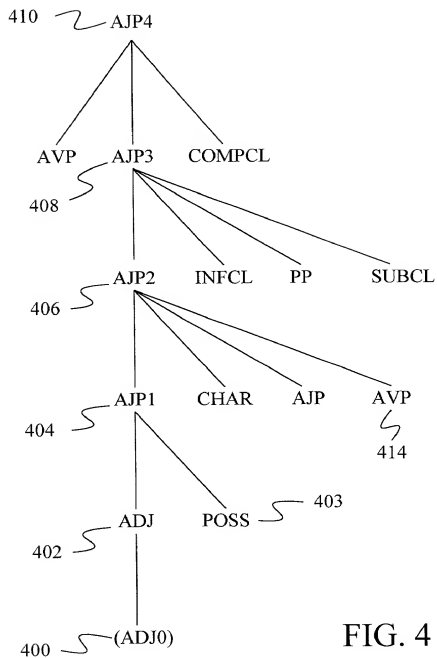 410 AJP4
AVP AJP3 COMPCL
408
AJP2 INFCL PP SUBCL
406
AJP1 CHAR AJP AVP
404 414
ADJ POSS 403
402
400 (ADJ0) FIG. 4